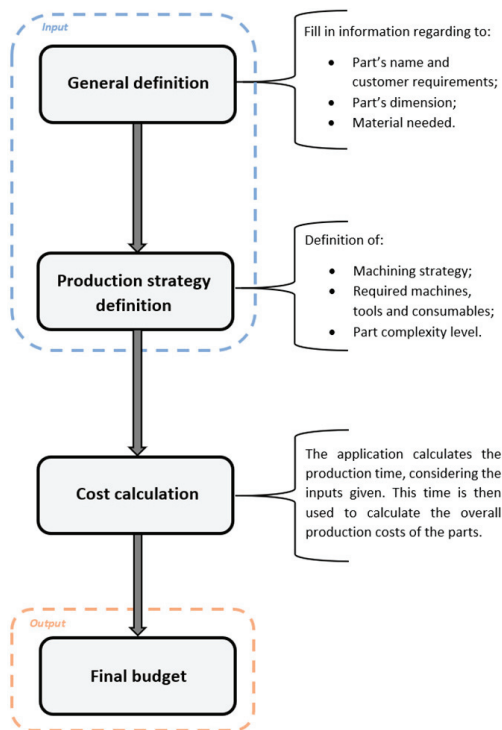 Input
General definition
Fill in information regarding to:
• Part's name and
customer requirements;
• Part's dimension;
• Material needed.
Production strategy
definition
Definition of:
• Machining strategy;
• Required machines,
tools and consumables;
• Part complexity level.
Cost calculation
The application calculates the
production time, considering the
inputs given. This time is then
used to calculate the overall
production costs of the parts.
Output
Final budget